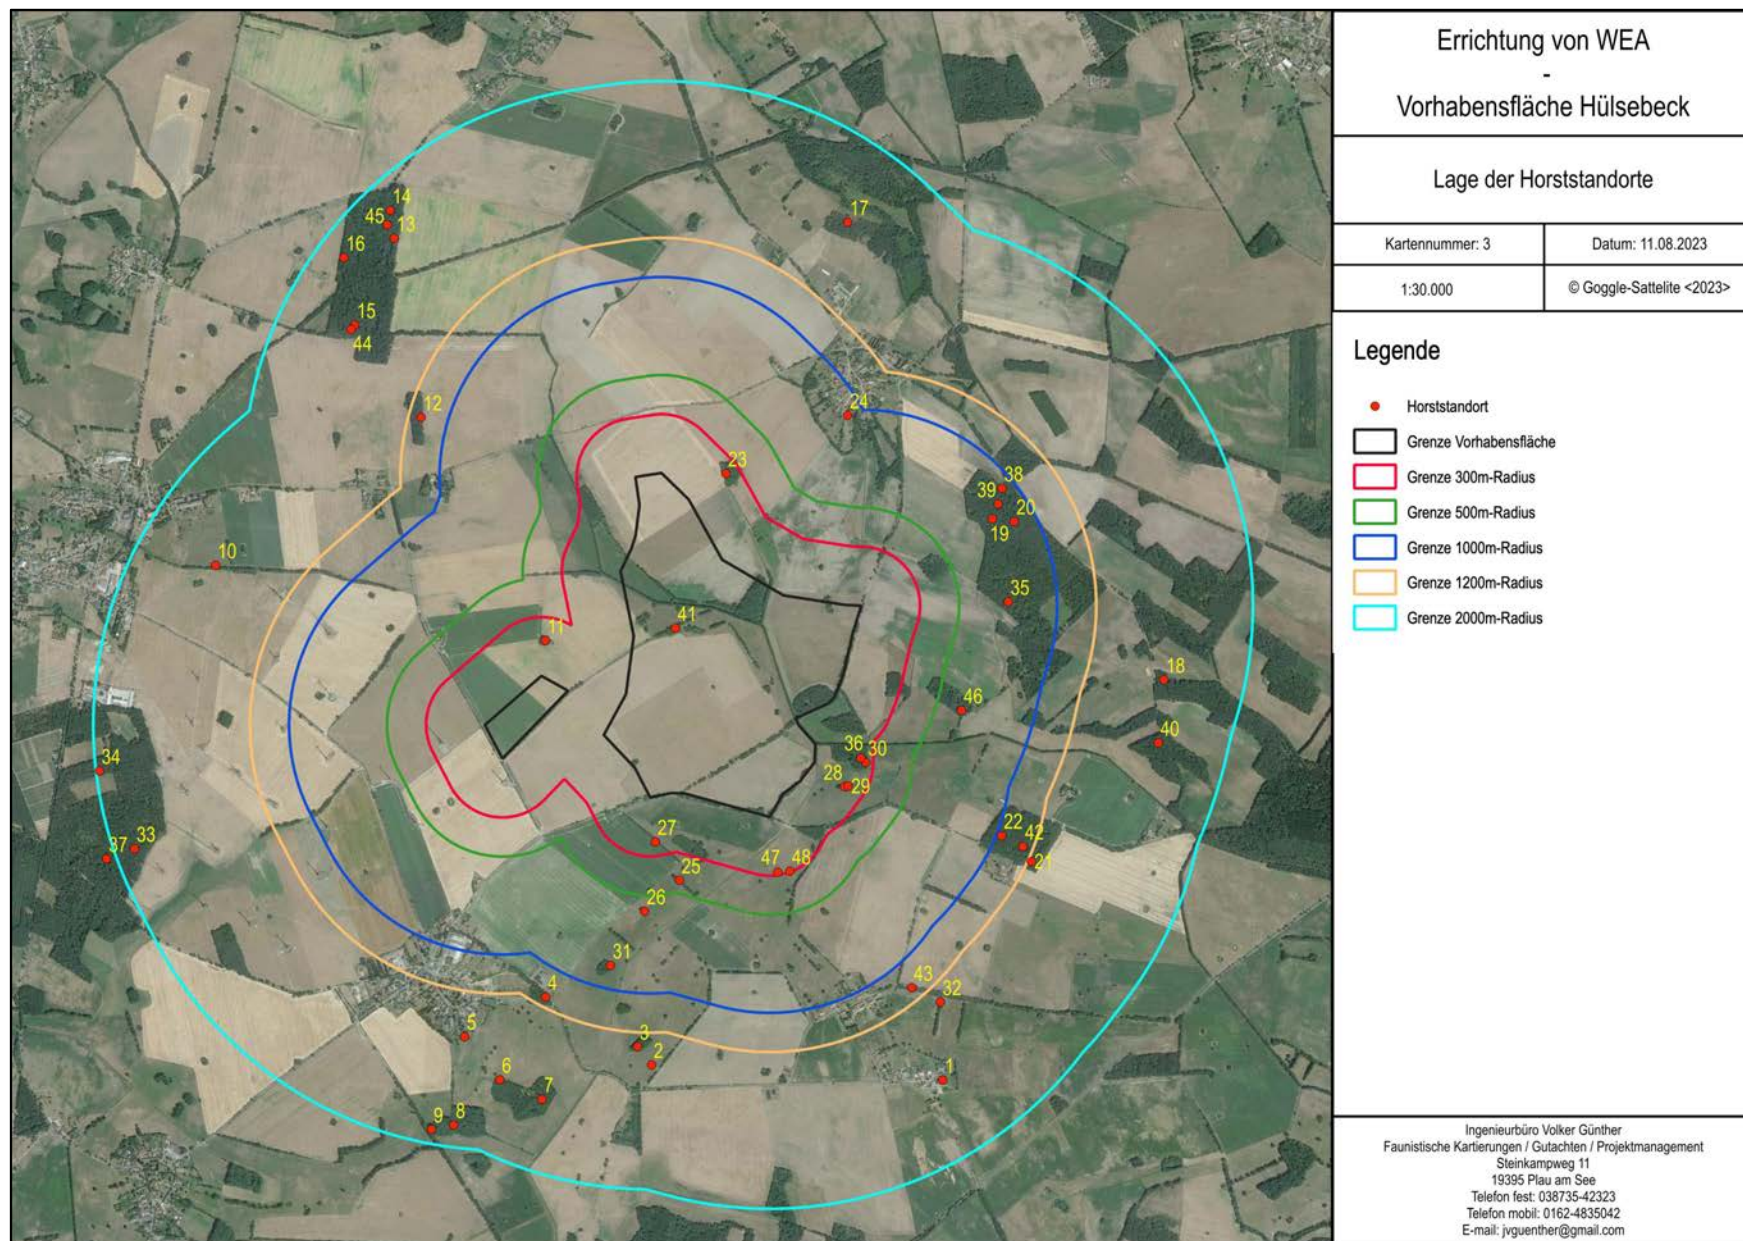 Errichtung von WEA
-
Vorhabensfläche Hülsebeck
Lage der Horststandorte
Kartennummer: 3
Datum: 11.08.2023
1:30.000
© Goggle-Sattelite <2023>
Legende
Horststandort
Grenze Vorhabensfläche
Grenze 300m-Radius
Grenze 500m-Radius
Grenze 1000m-Radius
Grenze 1200m-Radius
Grenze 2000m-Radius
Ingenieurbüro Volker Günther
Faunistische Kartierungen / Gutachten / Projektmanagement
Steinkampweg 11
19395 Plau am See
Telefon fest: 038735-42323
Telefon mobil: 0162-4835042
E-mail: jvguenther@gmail.com
14
45
13
17
16
15
44
12
24
23
38
39
20
19
10
35
11
41
18
46
40
36
30
34
28
29
27
22
42
33
37
21
47
48
25
26
31
43
4
32
5
3
2
6
1
7
8
9